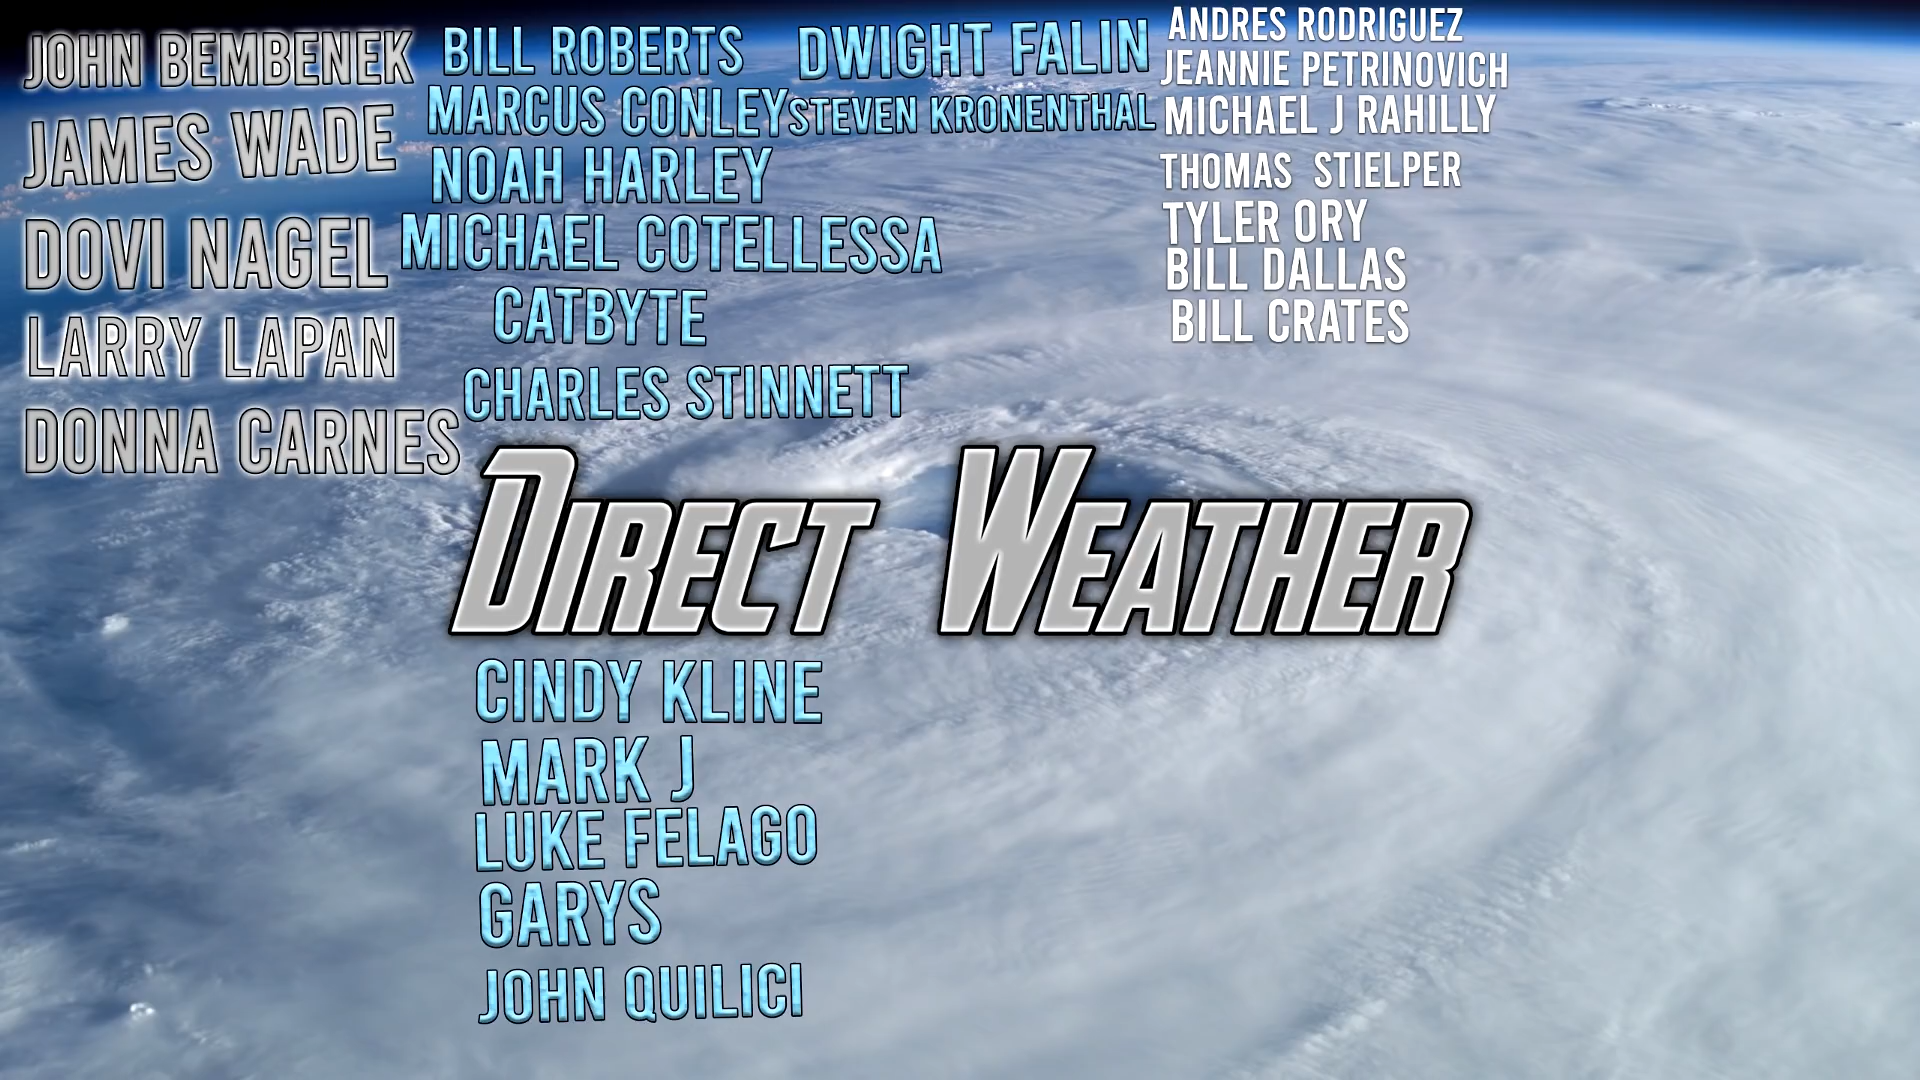 JOHN BEMBENEK
JAMES WADE
DOVI NAGEL
LARRY LAPAN
DONNA CARNES
BILL ROBERTS
MARCUS CONLEY
NOAH HARLEY
MICHAEL COTELLESSA
CATBYTE
CHARLES STINNETT
DWIGHT FALIN
STEVEN KRONENTHAL
ANDRES RODRIGUEZ
JEANNIE PETRINOVICH
MICHAEL J RAHILLY
THOMAS STIELPER
TYLER ORY
BILL DALLAS
BILL CRATES
DIRECT WEATHER
CINDY KLINE
MARK J
LUKE FELAGO
GARYS
JOHN QUILICI